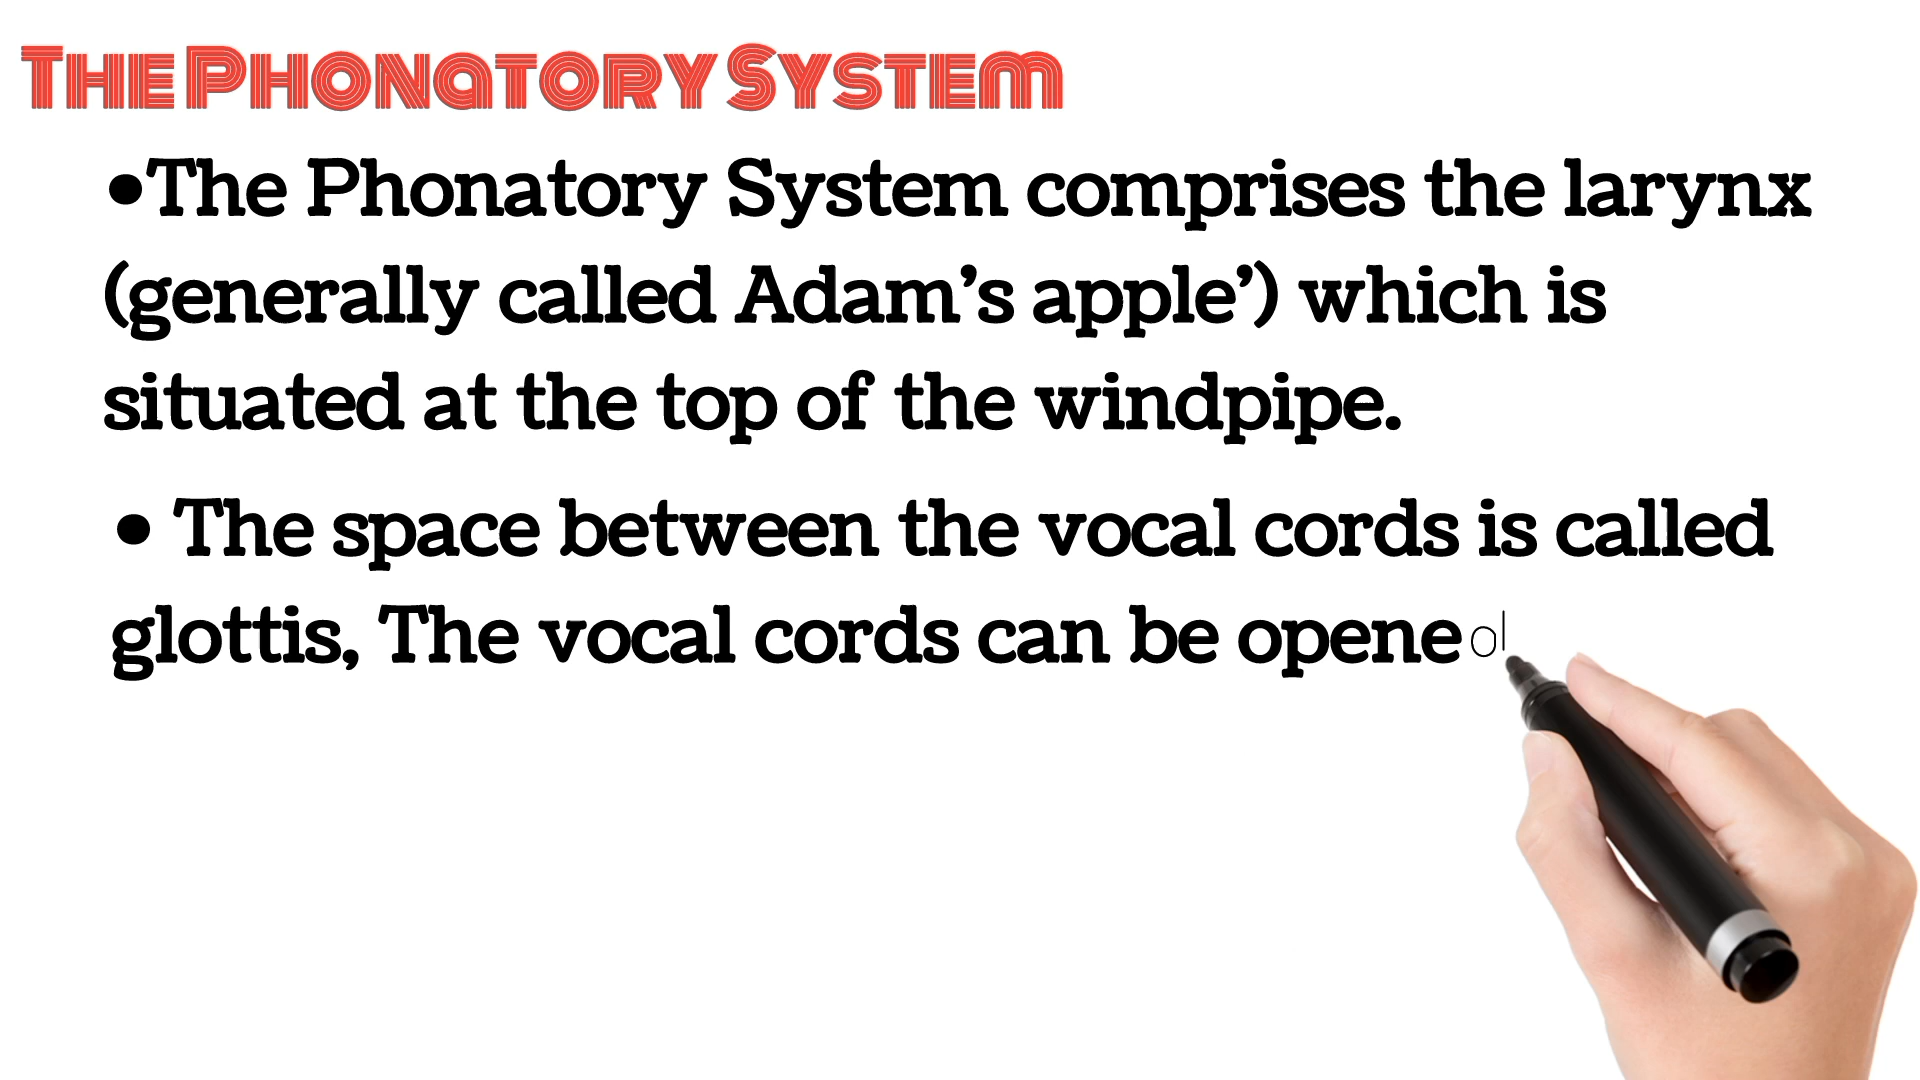 The Phonatory System
•The Phonatory System comprises the larynx
(generally called Adam’s apple’) which is
situated at the top of the windpipe.
• The space between the vocal cords is called
glottis, The vocal cords can be opened